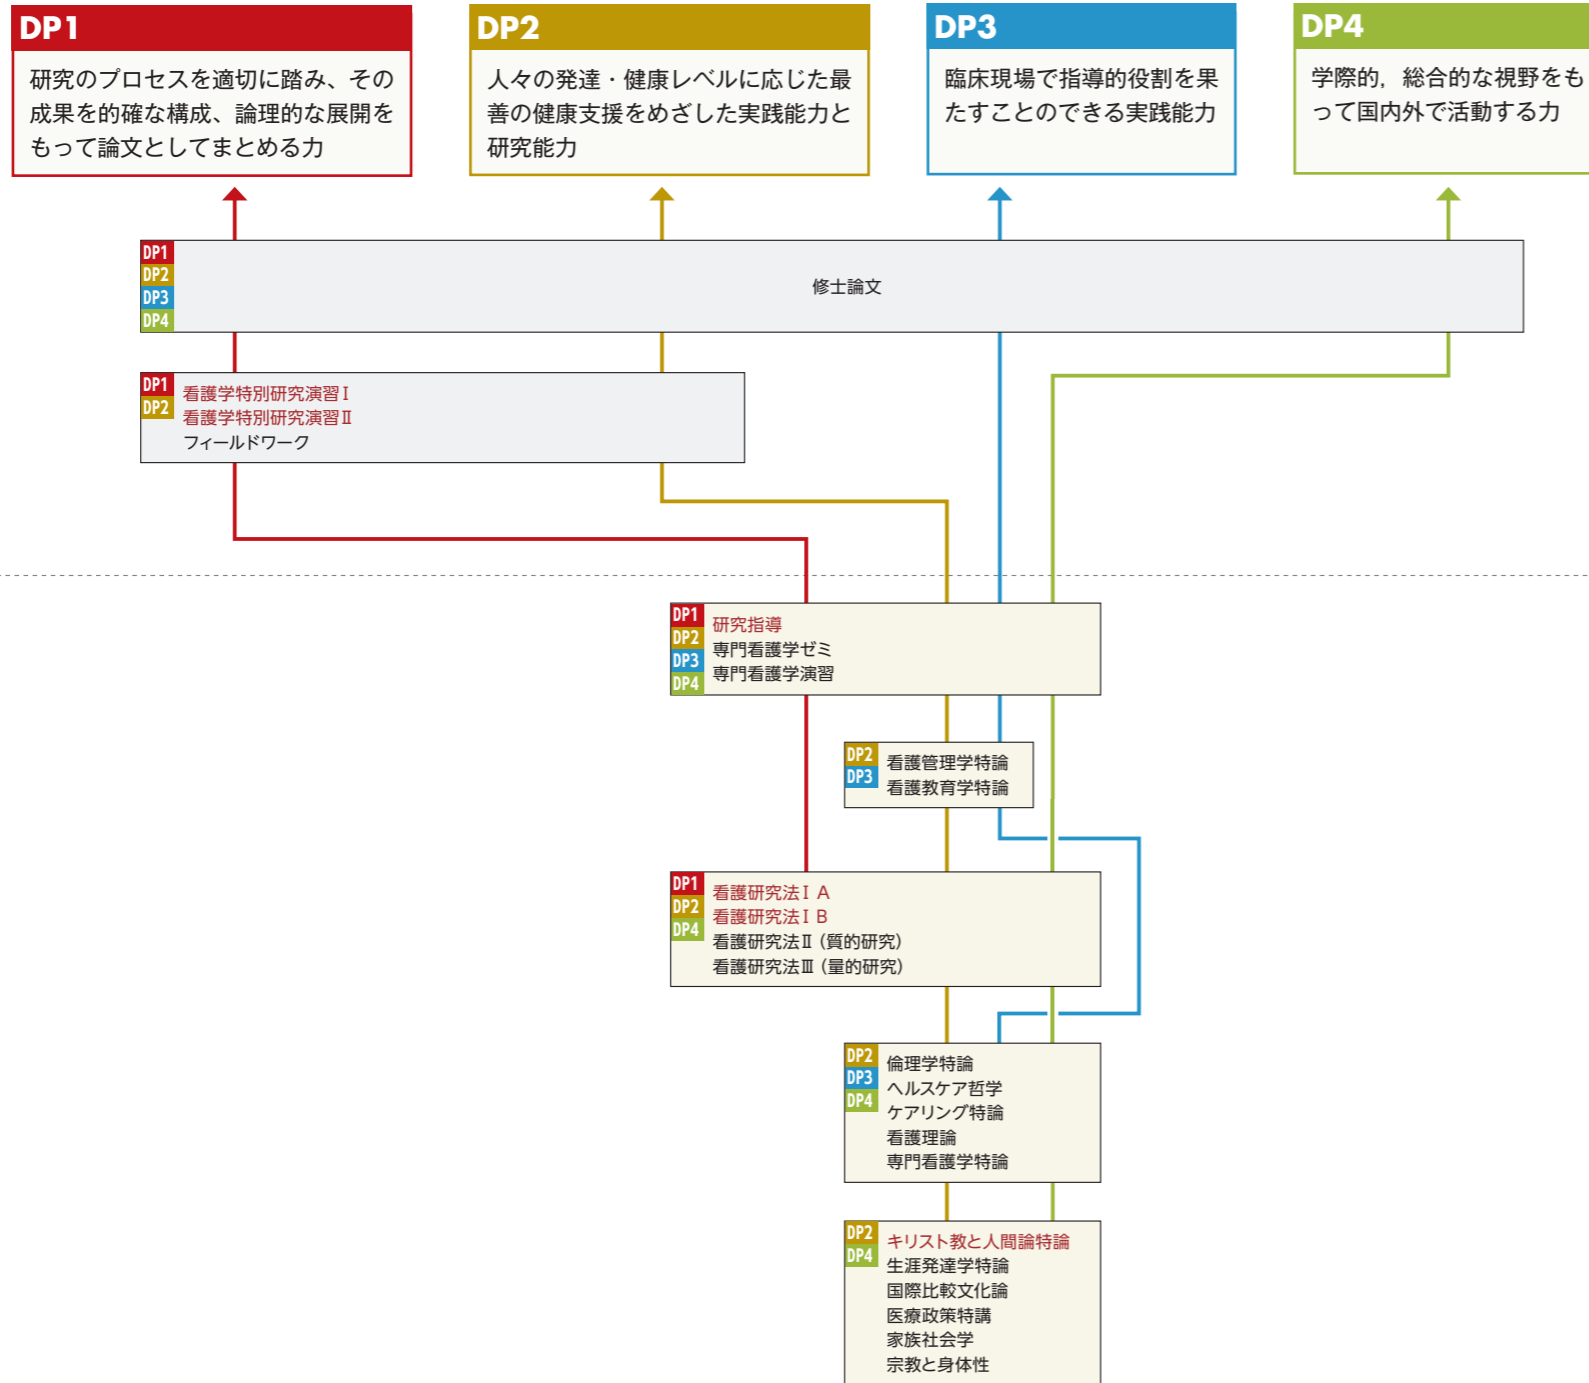 DP1
研究のプロセスを適切に踏み、その
成果を的確な構成、論理的な展開を
もって論文としてまとめる力
DP2
人々の発達・健康レベルに応じた最
善の健康支援をめざした実践能力と
研究能力
DP3
臨床現場で指導的役割を果
たすことのできる実践能力
DP4
学際的，総合的な視野をも
って国内外で活動する力
DP1
DP2
DP3
DP4
修士論文
DP1
DP2
看護学特別研究演習Ⅰ
看護学特別研究演習Ⅱ
フィールドワーク
DP1
DP2
DP3
DP4
研究指導
専門看護学ゼミ
専門看護学演習
DP2
DP3
看護管理学特論
看護教育学特論
DP1
DP2
DP4
看護研究法Ⅰ A
看護研究法Ⅰ B
看護研究法Ⅱ（質的研究）
看護研究法Ⅲ（量的研究）
DP2
DP3
DP4
倫理学特論
ヘルスケア哲学
ケアリング特論
看護理論
専門看護学特論
DP2
DP4
キリスト教と人間論特論
生涯発達学特論
国際比較文化論
医療政策特講
家族社会学
宗教と身体性